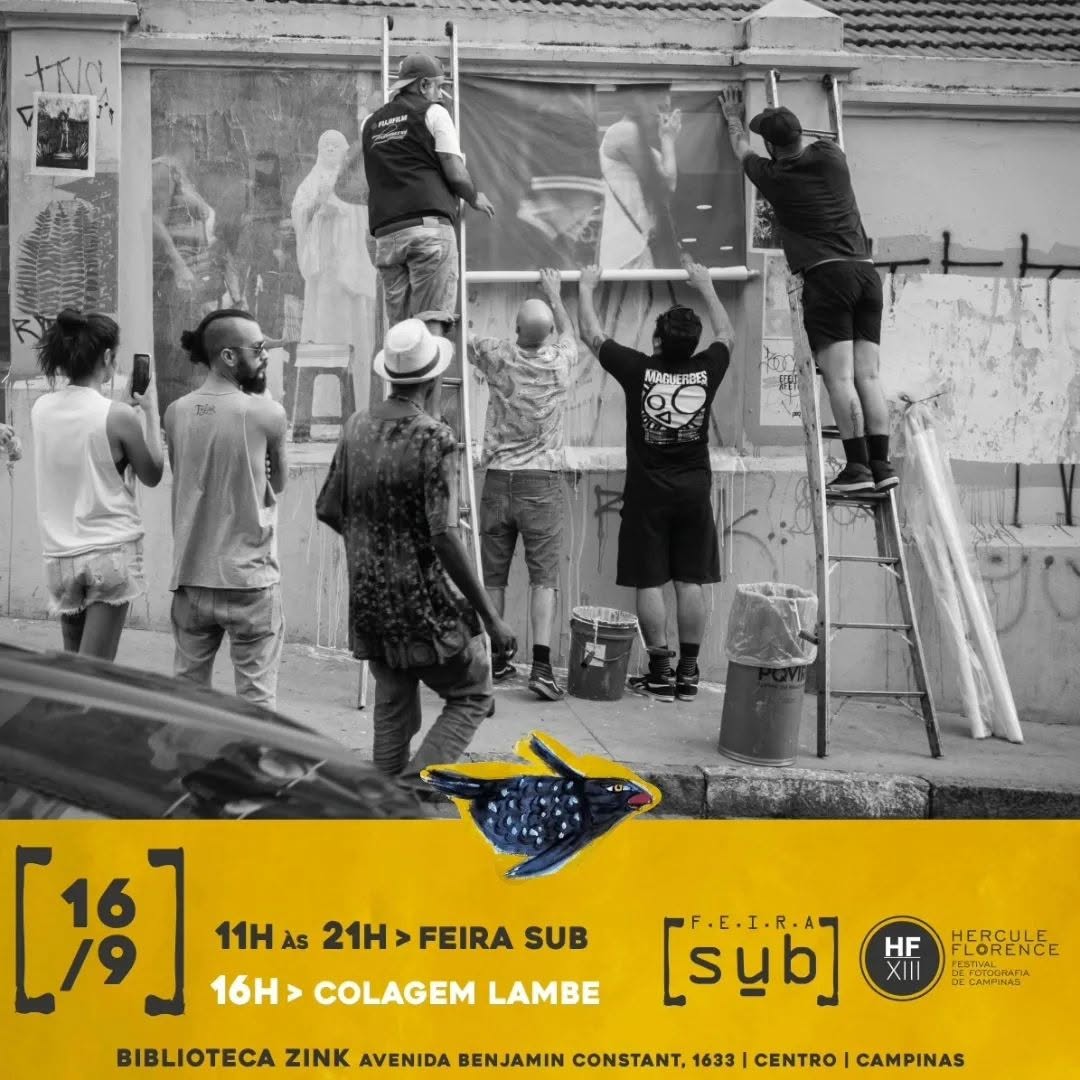 FUJIFILM
MAGUERBES
16
/9
11H ÀS 21H > FEIRA SUB
16H > COLAGEM LAMBE
F.E.I.R.A
[sub]
HF
XIII
HERCULE
FLORENCE
FESTIVAL
DE FOTOGRAFIA
DE CAMPINAS
BIBLIOTECA ZINK AVENIDA BENJAMIN CONSTANT, 1633 | CENTRO | CAMPINAS